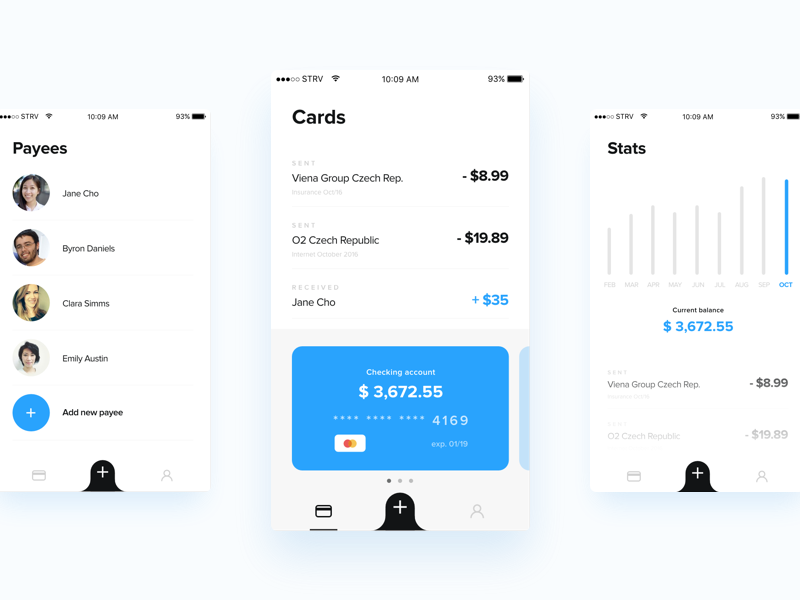 STRV 10:09 AM 93%
Payees
Jane Cho
Byron Daniels
Clara Simms
Emily Austin
Add new payee
STRV 10:09 AM 93%
Cards
SENT
Viena Group Czech Rep. - $8.99
Insurance Oct'16
SENT
O2 Czech Republic - $19.89
Internet October 2016
RECEIVED
Jane Cho + $35
Checking account
$ 3,672.55
**** **** **** 4169
exp. 01/19
STRV 10:09 AM 93%
Stats
FEB MAR APR MAY JUN JUL AUG SEP OCT
Current balance
$ 3,672.55
SENT
Viena Group Czech Rep. - $8.99
SENT
O2 Czech Republic - $19.89